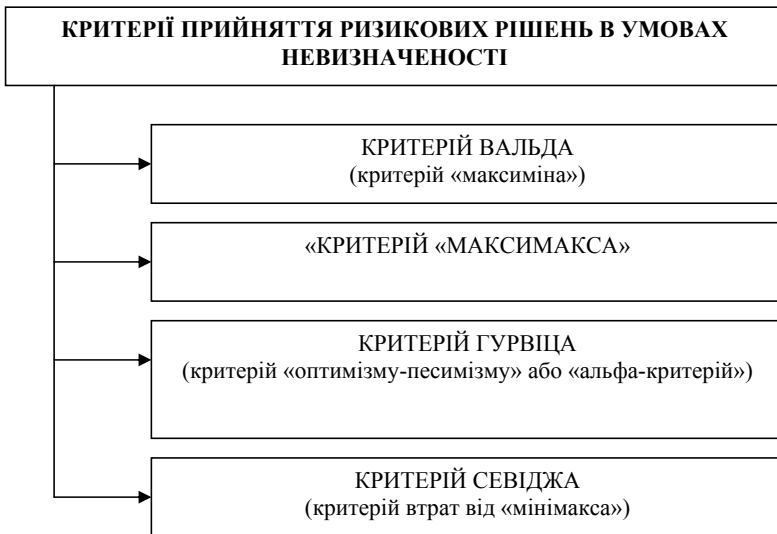 КРИТЕРІЇ ПРИЙНЯТТЯ РИЗИКОВИХ РІШЕНЬ В УМОВАХ
НЕВИЗНАЧЕНОСТІ
КРИТЕРІЙ ВАЛЬДА
(критерій «максиміна»)
«КРИТЕРІЙ «МАКСИМАКСА»
КРИТЕРІЙ ГУРВІЦА
(критерій «оптимізму-песимізму» або «альфа-критерій»)
КРИТЕРІЙ СЕВІДЖА
(критерій втрат від «мінімакса»)